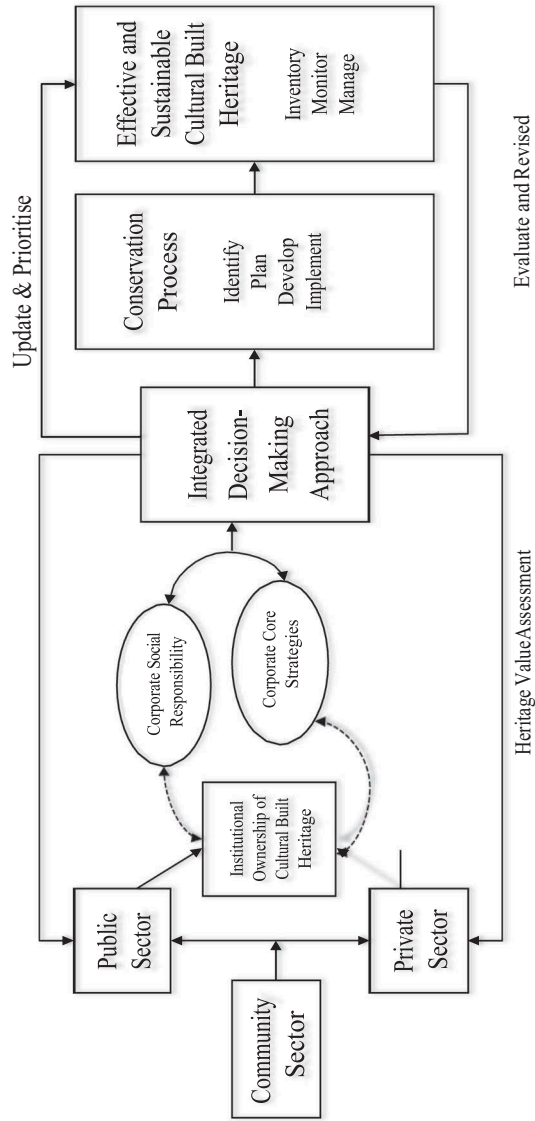 Community
Sector
Public
Sector
Private
Sector
Institutional
Ownership of
Cultural Built
Heritage
Corporate Social
Responsibility
Corporate Core
Strategies
Integrated
Decision-
Making
Approach
Conservation
Process
Identify
Plan
Develop
Implement
Effective and
Sustainable
Cultural Built
Heritage
Inventory
Monitor
Manage
Update & Prioritise
Heritage ValueAssessment
Evaluate and Revised